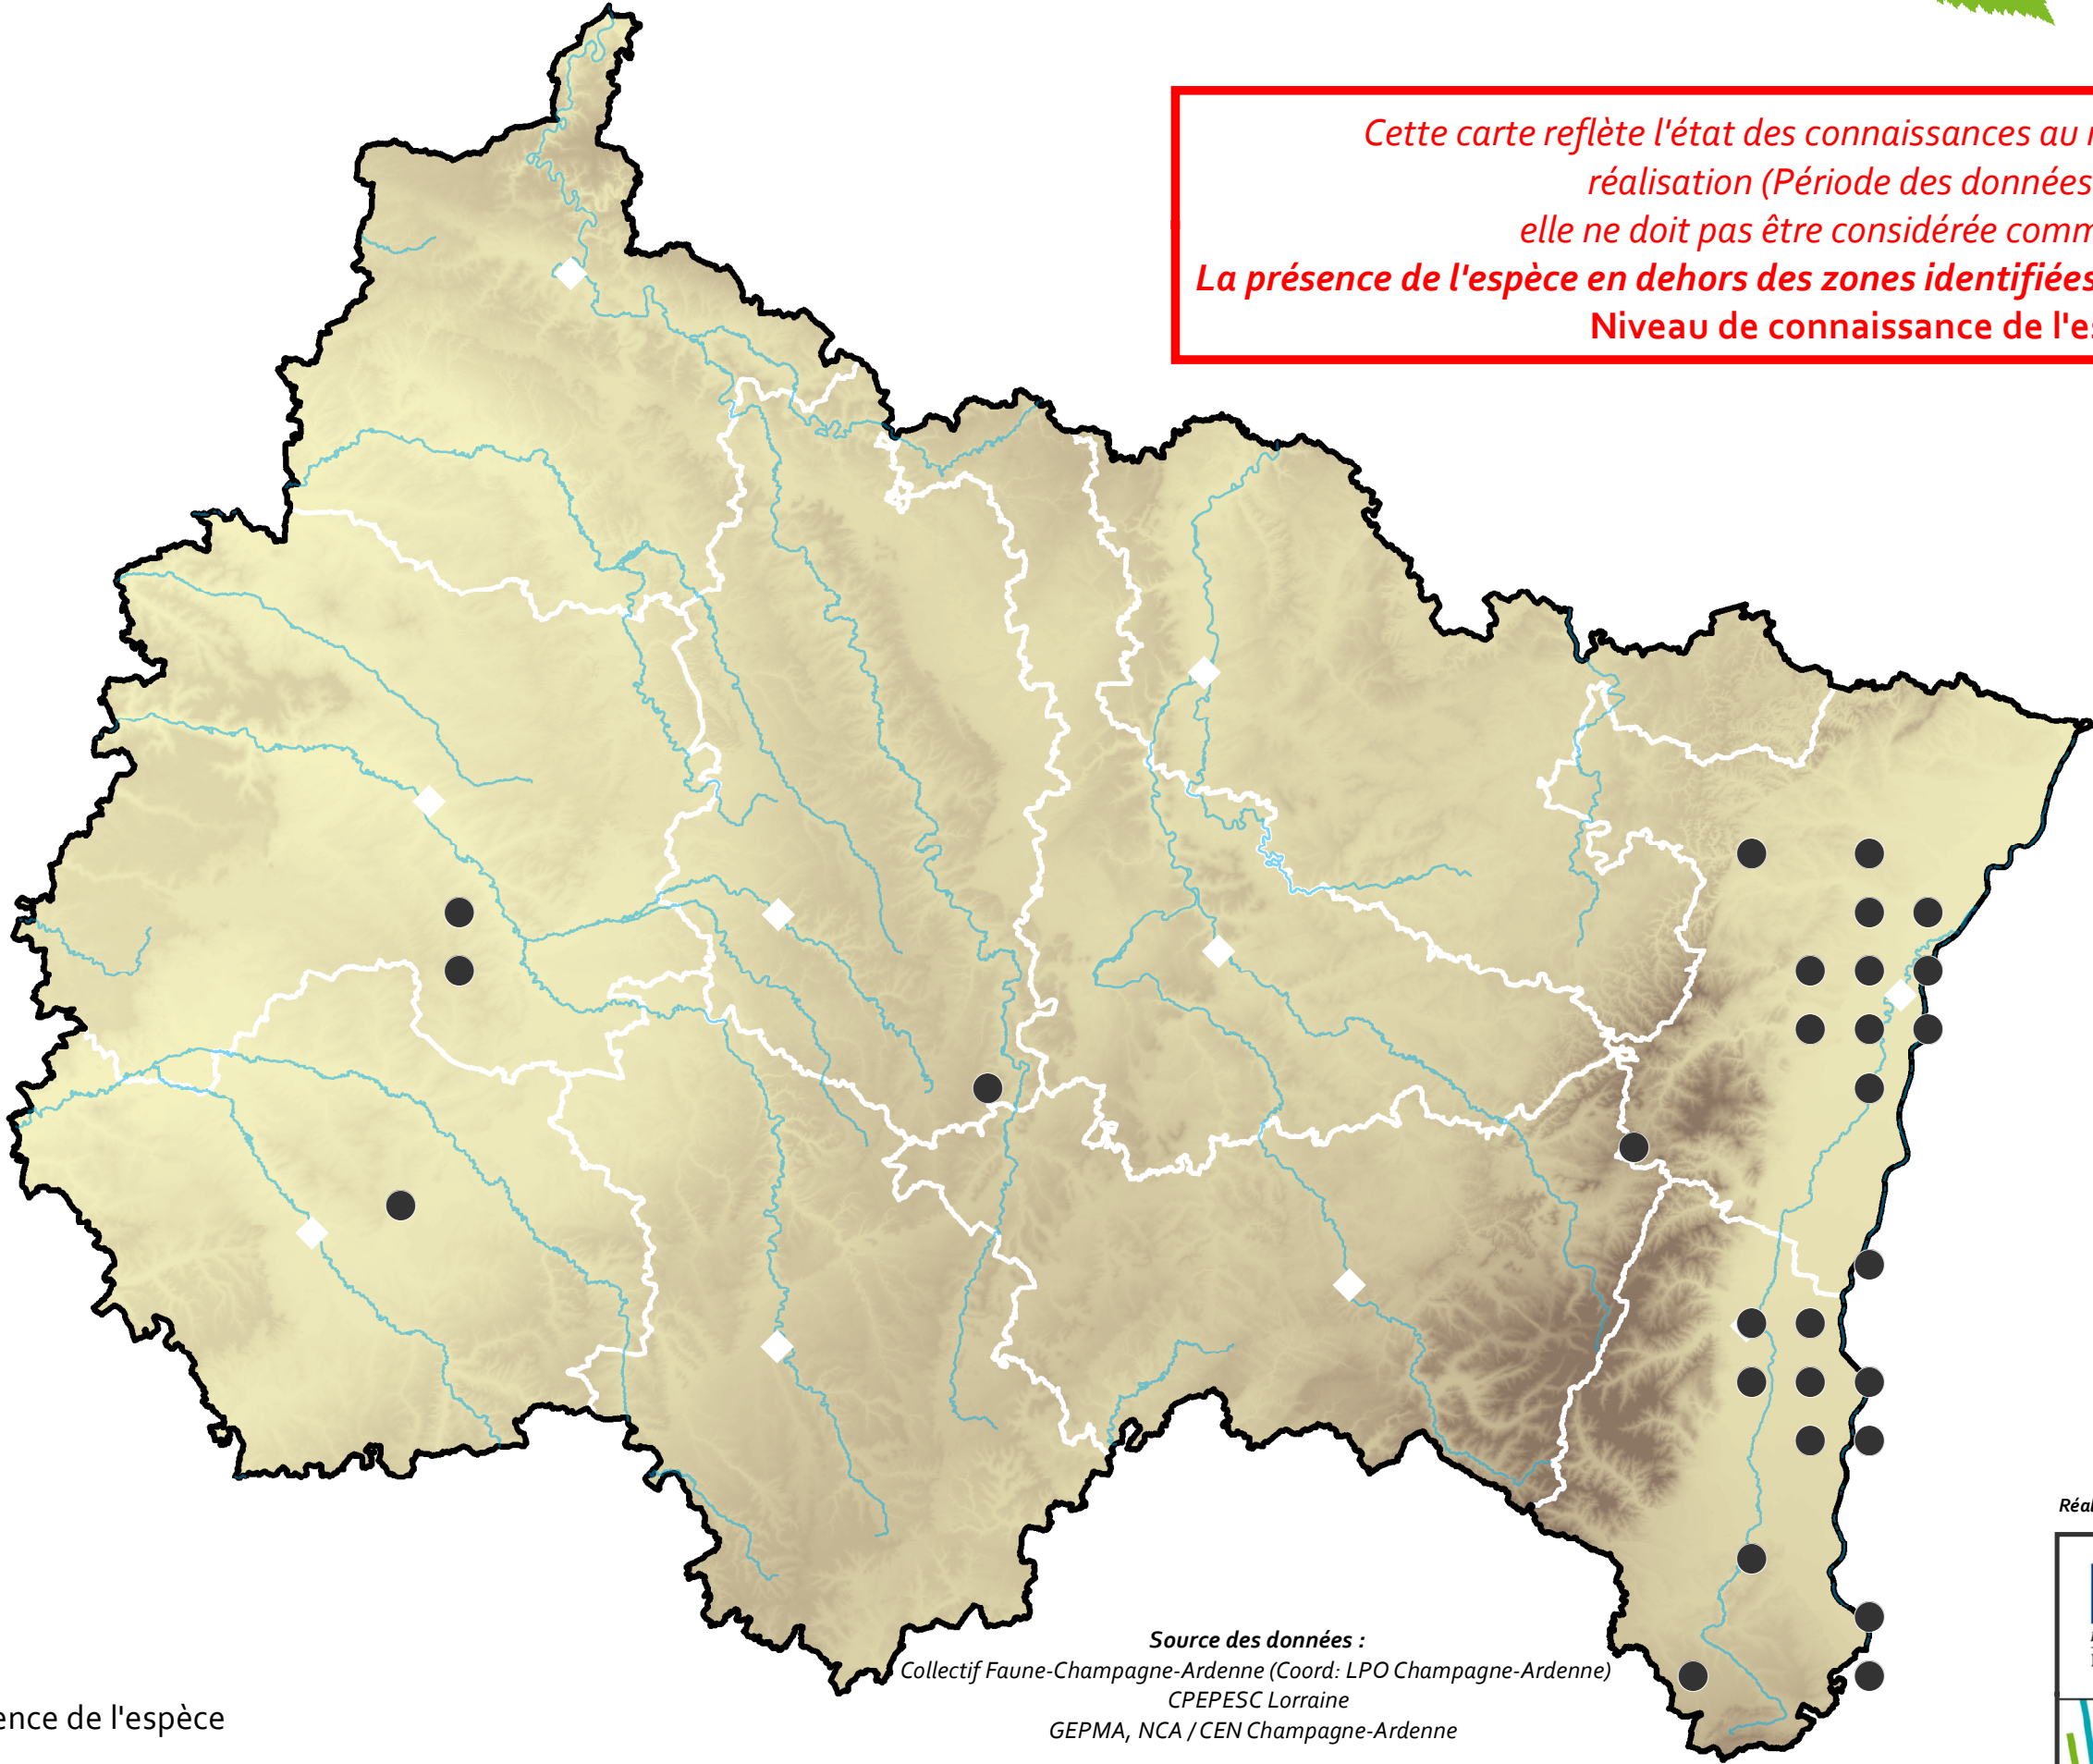 Cette carte reflète l'état des connaissances au
réalisation (Période des données
elle ne doit pas être considérée comm
La présence de l'espèce en dehors des zones identifiées
Niveau de connaissance de l'es
Réal
Source des données :
Collectif Faune-Champagne-Ardenne (Coord: LPO Champagne-Ardenne)
CPEPESC Lorraine
GEPMA, NCA / CEN Champagne-Ardenne
ence de l'espèce